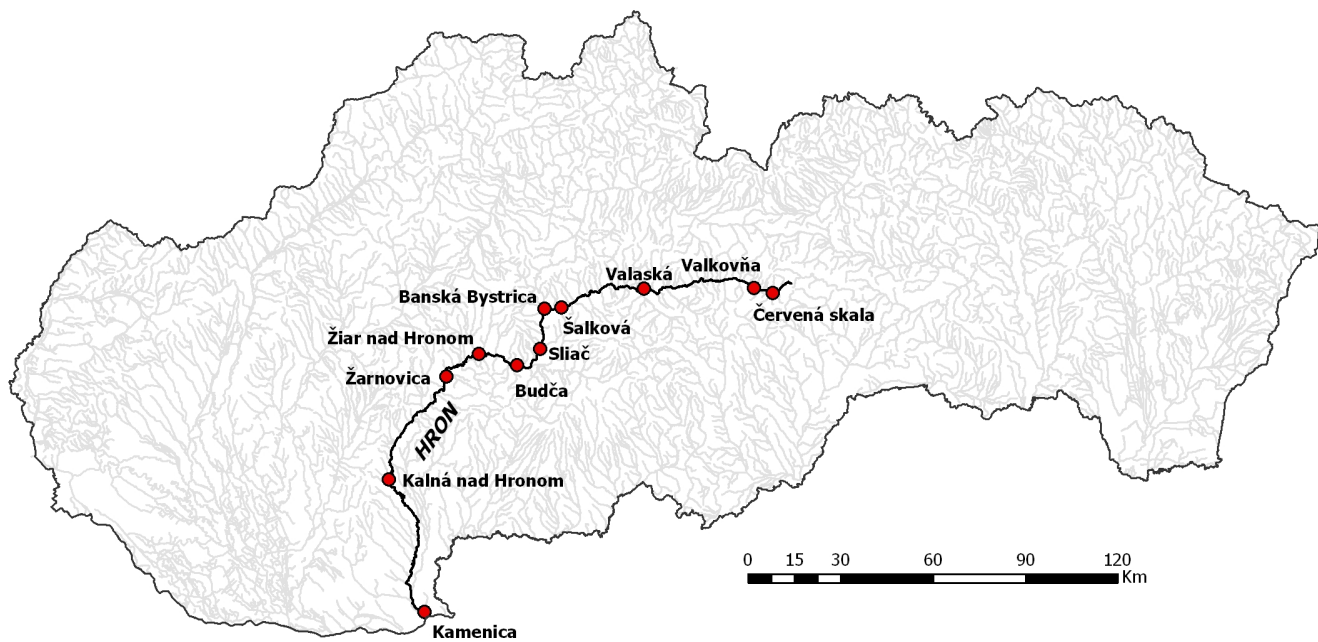 Valaská
Valkovňa
Banská Bystrica
Červená skala
Šalková
Žiar nad Hronom
Sliač
Žarnovica
Budča
HRON
Kalná nad Hronom
0 15 30 60 90 120
Km
Kamenica